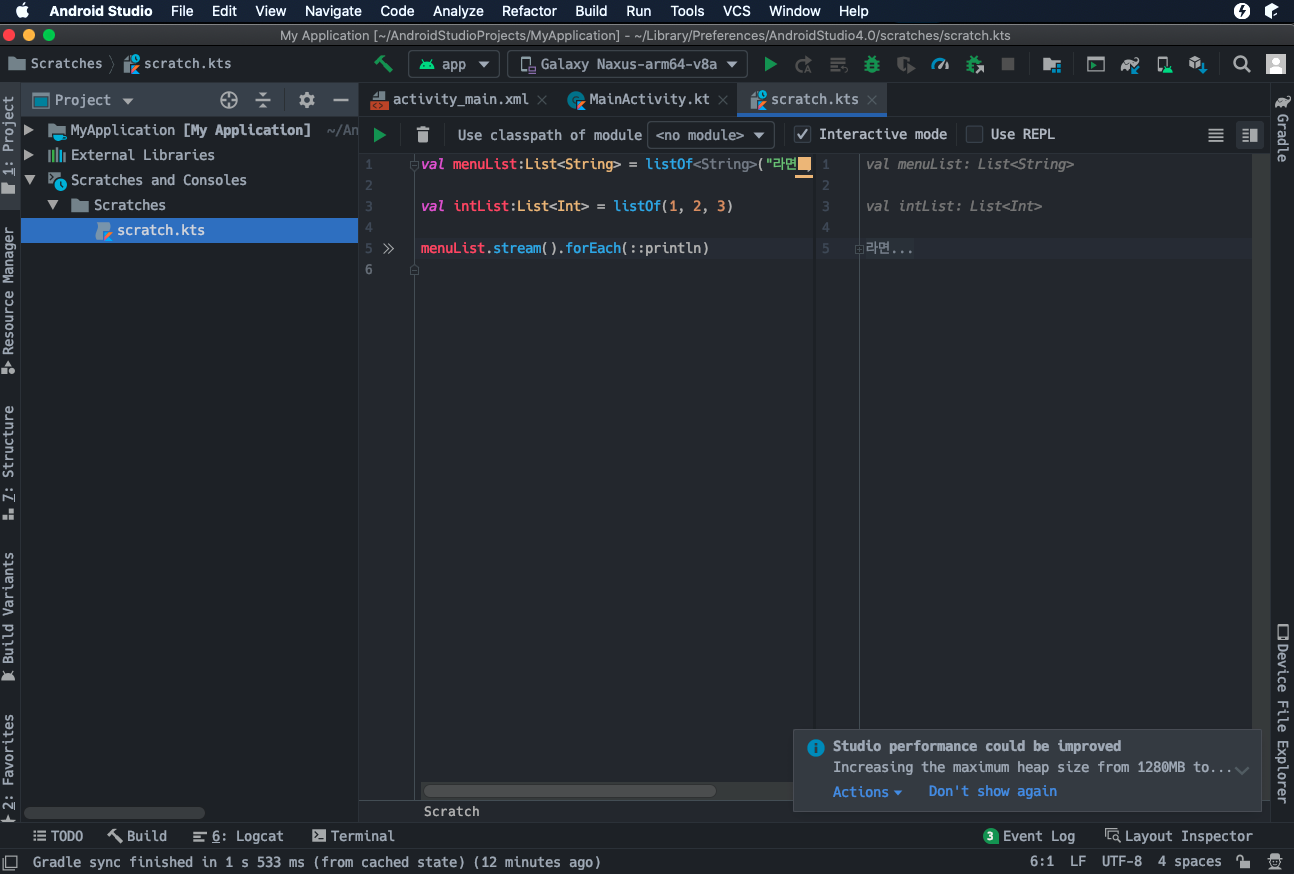 Android Studio File Edit View Navigate Code Analyze Refactor Build Run Tools VCS Window Help
My Application [~/AndroidStudioProjects/MyApplication] - ~/Library/Preferences/AndroidStudio4.0/scratches/scratch.kts
Scratches scratch.kts app Galaxy Naxus-arm64-v8a
Project activity_main.xml MainActivity.kt scratch.kts
Use classpath of module <no module> Interactive mode Use REPL
MyApplication [My Application] ~/An
External Libraries
Scratches and Consoles
Scratches
scratch.kts
1 val menuList:List<String> = listOf<String>("라면
2
3 val intList:List<Int> = listOf(1, 2, 3)
4
5 menuList.stream().forEach(::println)
6
1 val menuList: List<String>
2
3 val intList: List<Int>
4
5 라면...
1: Project
Resource Manager
7: Structure
Build Variants
2: Favorites
Gradle
Device File Explorer
Studio performance could be improved
Increasing the maximum heap size from 1280MB to...
Actions Don't show again
Scratch
TODO Build 6: Logcat Terminal 3 Event Log Layout Inspector
Gradle sync finished in 1 s 533 ms (from cached state) (12 minutes ago) 6:1 LF UTF-8 4 spaces